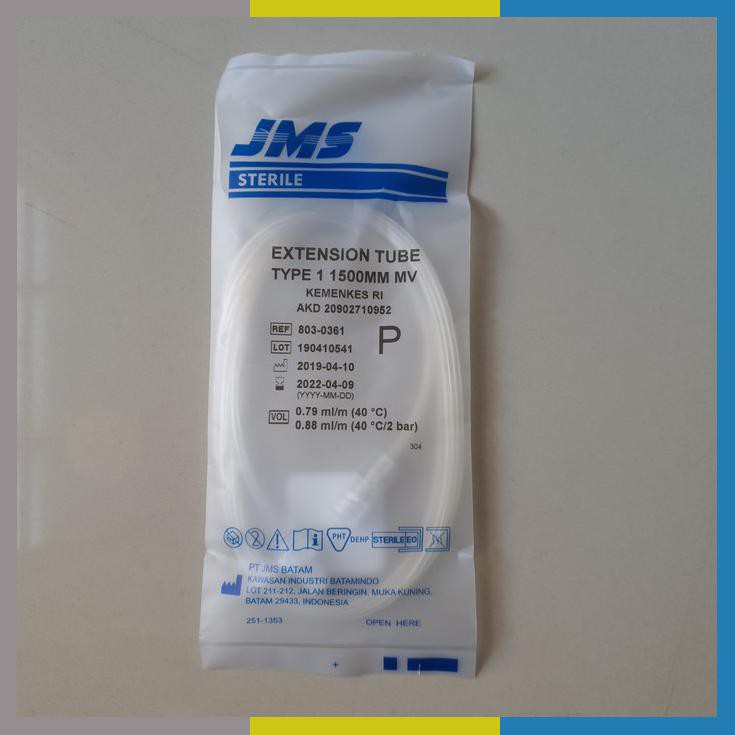 JMS
STERILE
EXTENSION TUBE
TYPE 1 1500MM MV
KEMENKES RI
AKD 20902710952
REF 803-0361
P
LOT 190410541
2019-04-10
2022-04-09
(YYYY-MM-DD)
VOL 0.79 ml/m (40 °C)
0.88 ml/m (40 °C/2 bar)
304
PHT DEHP STERILE EO
PT JMS BATAM
KAWASAN INDUSTRI BATAMINDO
LOT 211-212, JALAN BERINGIN, MUKA KUNING,
BATAM 29433, INDONESIA
251-1353 OPEN HERE